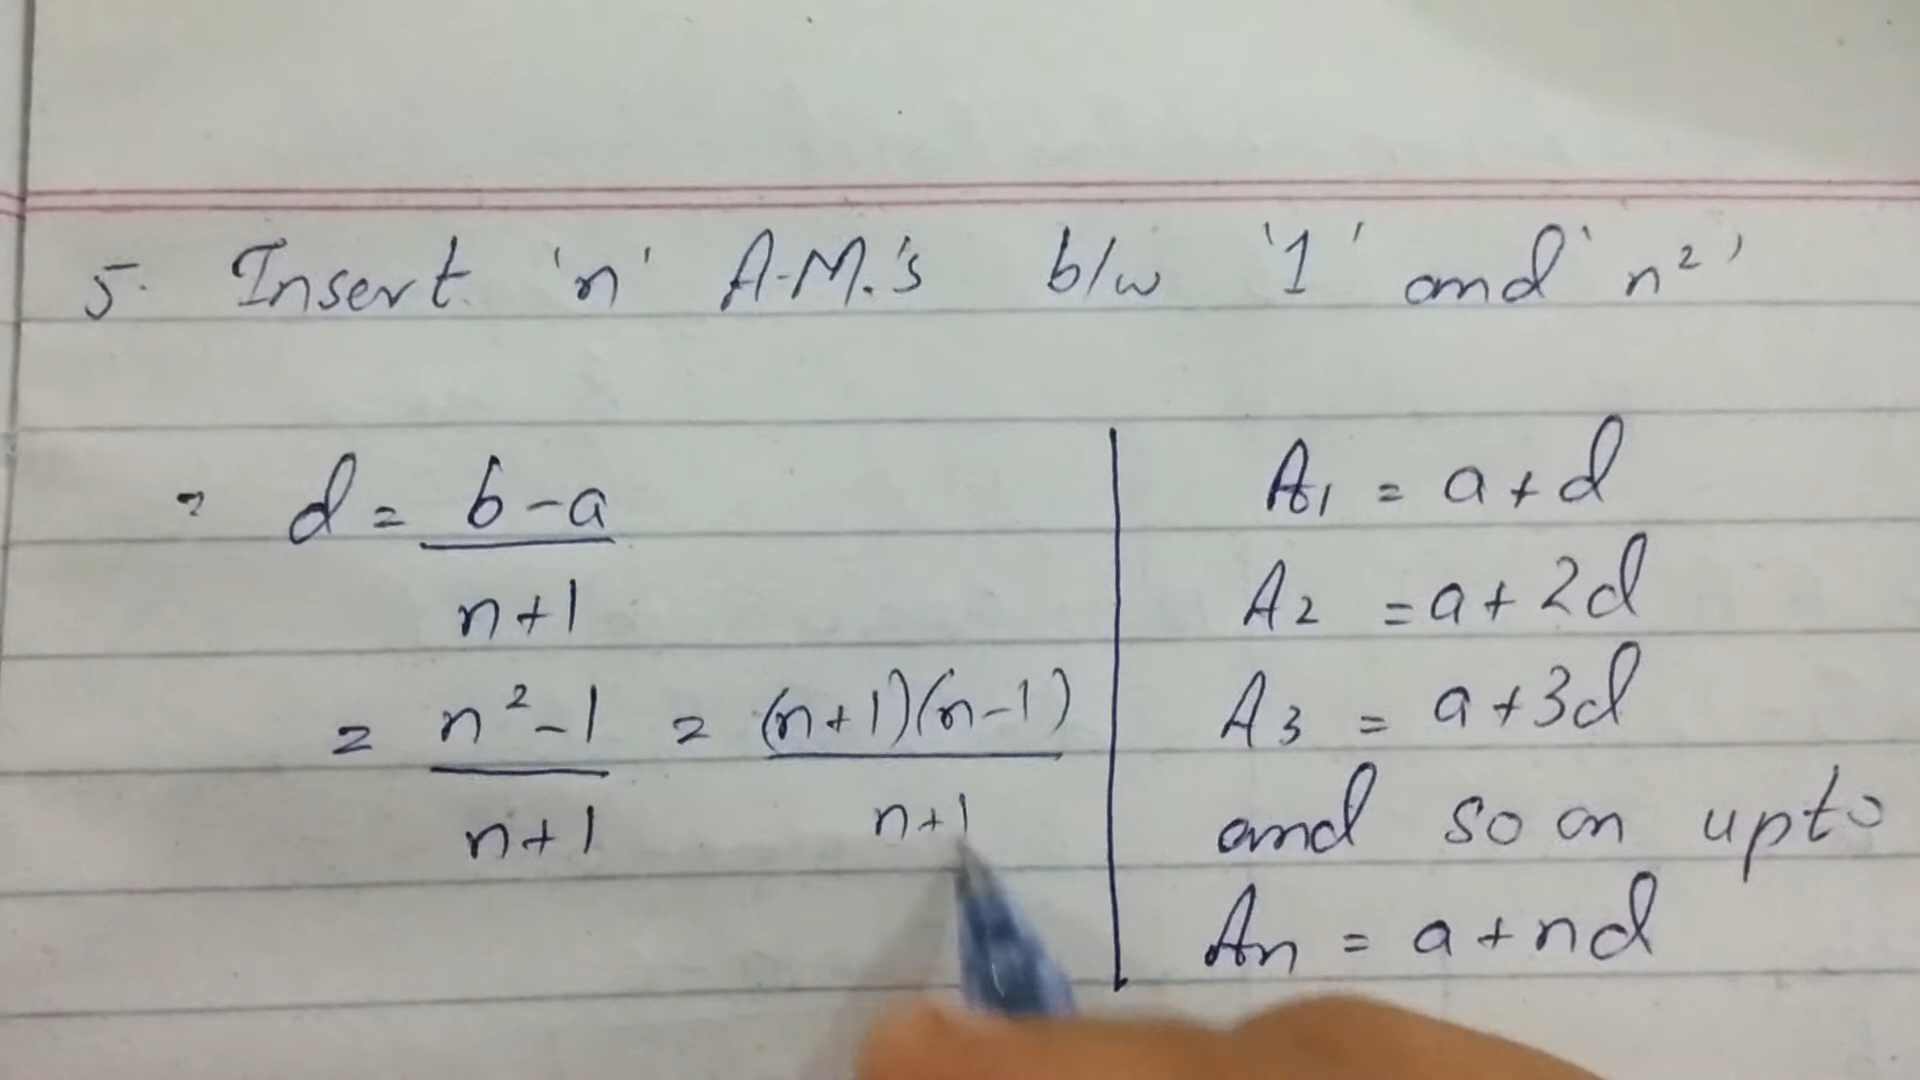 5. Insert 'n' A.M.'s b/w '1' and 'n²'
= d = b-a
n+1
= n²-1 = (n+1)(n-1)
n+1 n+1
A1 = a+d
A2 = a+2d
A3 = a+3d
and so on upto
An = a+nd